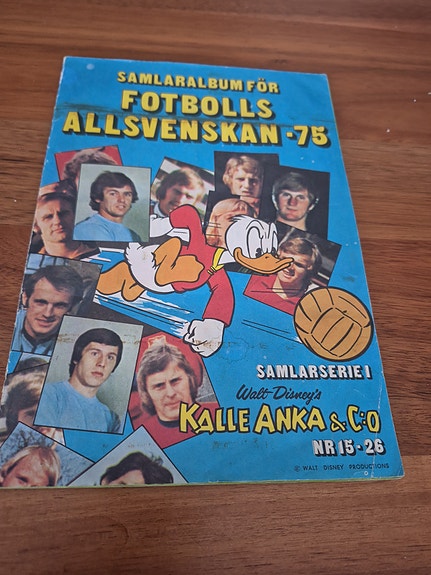 SAMLARALBUM FÖR
FOTBOLLS
ALLSVENSKAN -75
SAMLARSERIE I
Walt Disney's
KALLE ANKA & C:O
NR 15-26
© WALT DISNEY PRODUCTIONS